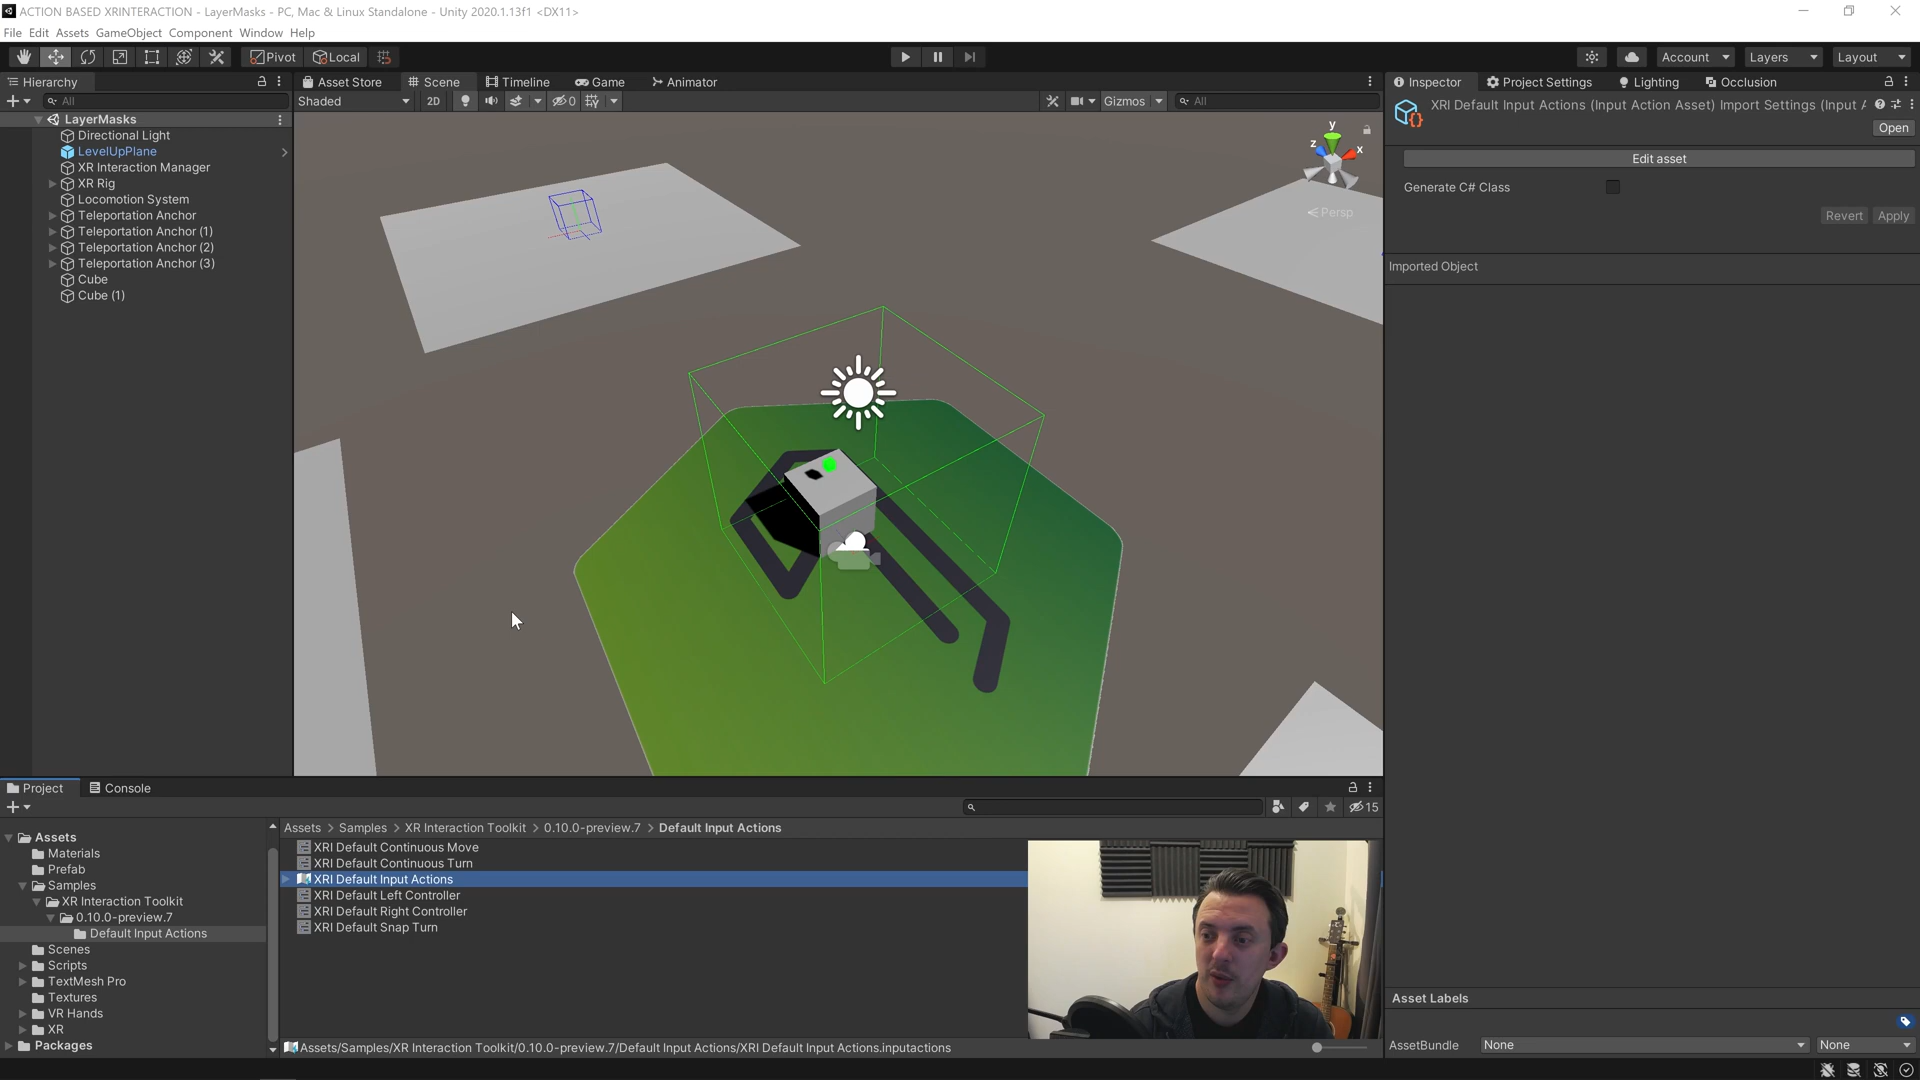 ACTION BASED XRINTERACTION - LayerMasks - PC, Mac & Linux Standalone - Unity 2020.1.13f1 <DX11>
File Edit Assets GameObject Component Window Help
Pivot Local Account Layers Layout
Hierarchy Asset Store Scene Timeline Game Animator Inspector Project Settings Lighting Occlusion
All Shaded 2D 0 Gizmos All
XRI Default Input Actions (Input Action Asset) Import Settings (Input A
Open
Edit asset
Generate C# Class
Revert Apply
Imported Object
LayerMasks
Directional Light
LevelUpPlane
XR Interaction Manager
XR Rig
Locomotion System
Teleportation Anchor
Teleportation Anchor (1)
Teleportation Anchor (2)
Teleportation Anchor (3)
Cube
Cube (1)
y
z x
Persp
Project Console
15
Assets
Materials
Prefab
Samples
XR Interaction Toolkit
0.10.0-preview.7
Default Input Actions
Scenes
Scripts
TextMesh Pro
Textures
VR Hands
XR
Packages
Assets > Samples > XR Interaction Toolkit > 0.10.0-preview.7 > Default Input Actions
XRI Default Continuous Move
XRI Default Continuous Turn
XRI Default Input Actions
XRI Default Left Controller
XRI Default Right Controller
XRI Default Snap Turn
Assets/Samples/XR Interaction Toolkit/0.10.0-preview.7/Default Input Actions/XRI Default Input Actions.inputactions
Asset Labels
AssetBundle None None